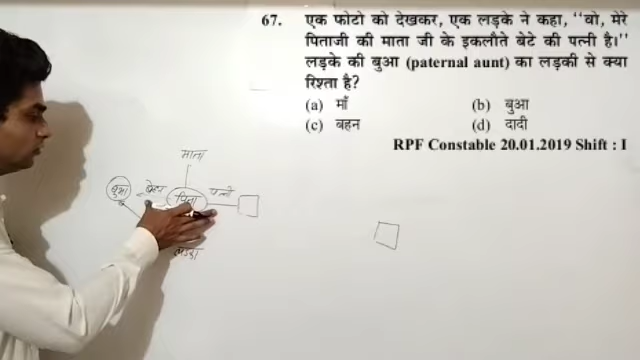 67. एक फोटो को देखकर, एक लड़के ने कहा, "वो, मेरे
पिताजी की माता जी के इकलौते बेटे की पत्नी है।"
लड़के की बुआ (paternal aunt) का लड़की से क्या
रिश्ता है?
(a) माँ (b) बुआ
(c) बहन (d) दादी
RPF Constable 20.01.2019 Shift : I
माता
बुआ पिता पत्नी
लड़का